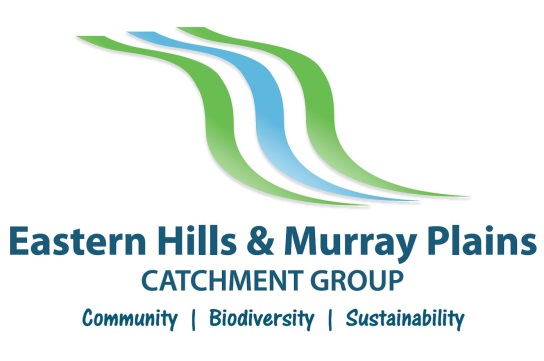 Eastern Hills & Murray Plains
CATCHMENT GROUP
Community | Biodiversity | Sustainability